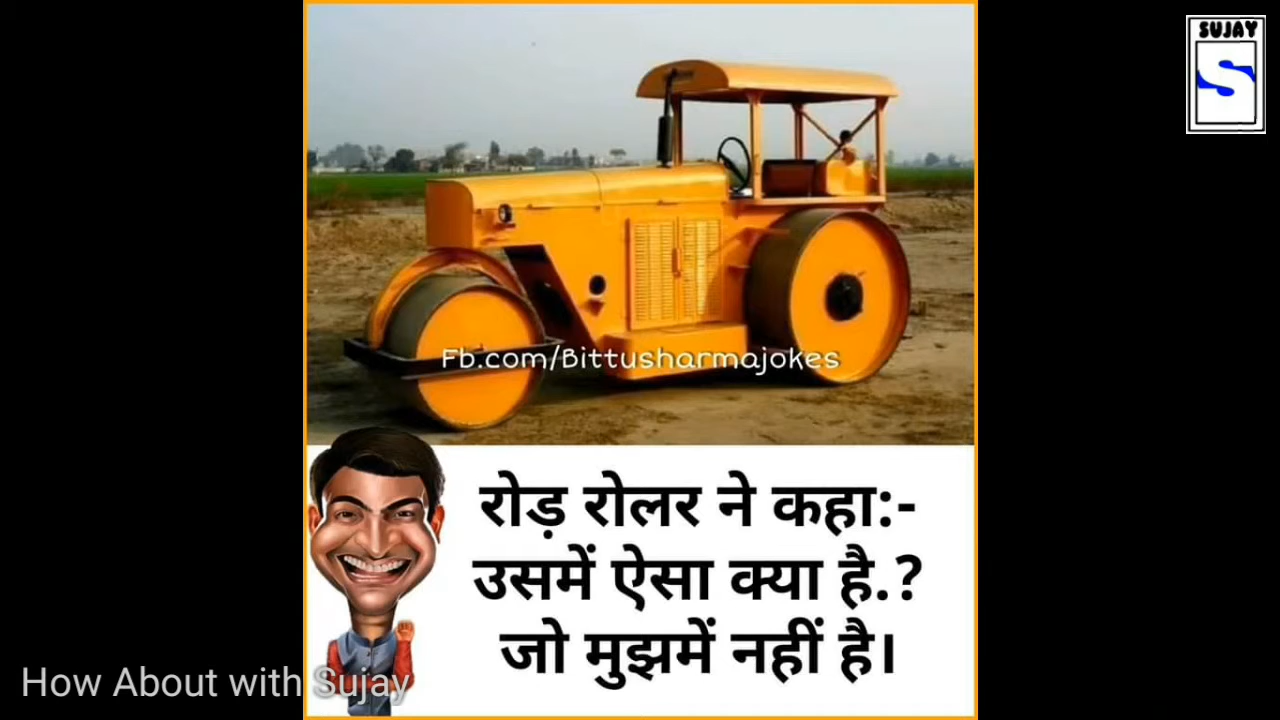 SUJAY
S
Fb.com/Bittusharmajokes
रोड़ रोलर ने कहा:-
उसमें ऐसा क्या है.?
जो मुझमें नहीं है।
How About with Sujay